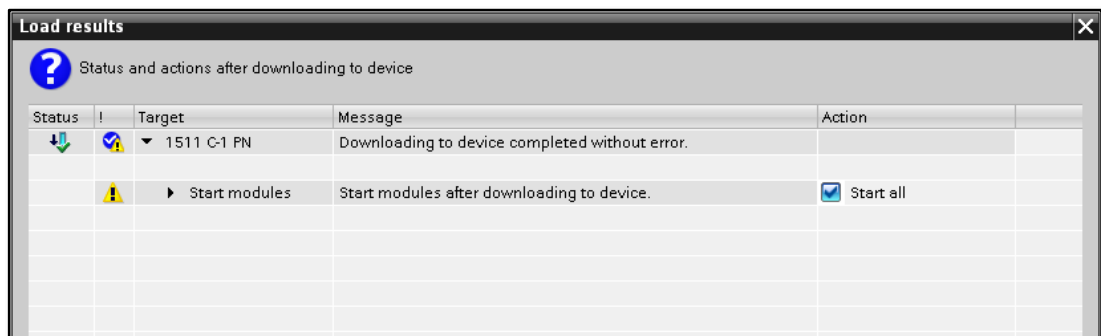 Load results
Status and actions after downloading to device
Status ! Target Message Action
1511 C-1 PN Downloading to device completed without error.
Start modules Start modules after downloading to device. Start all